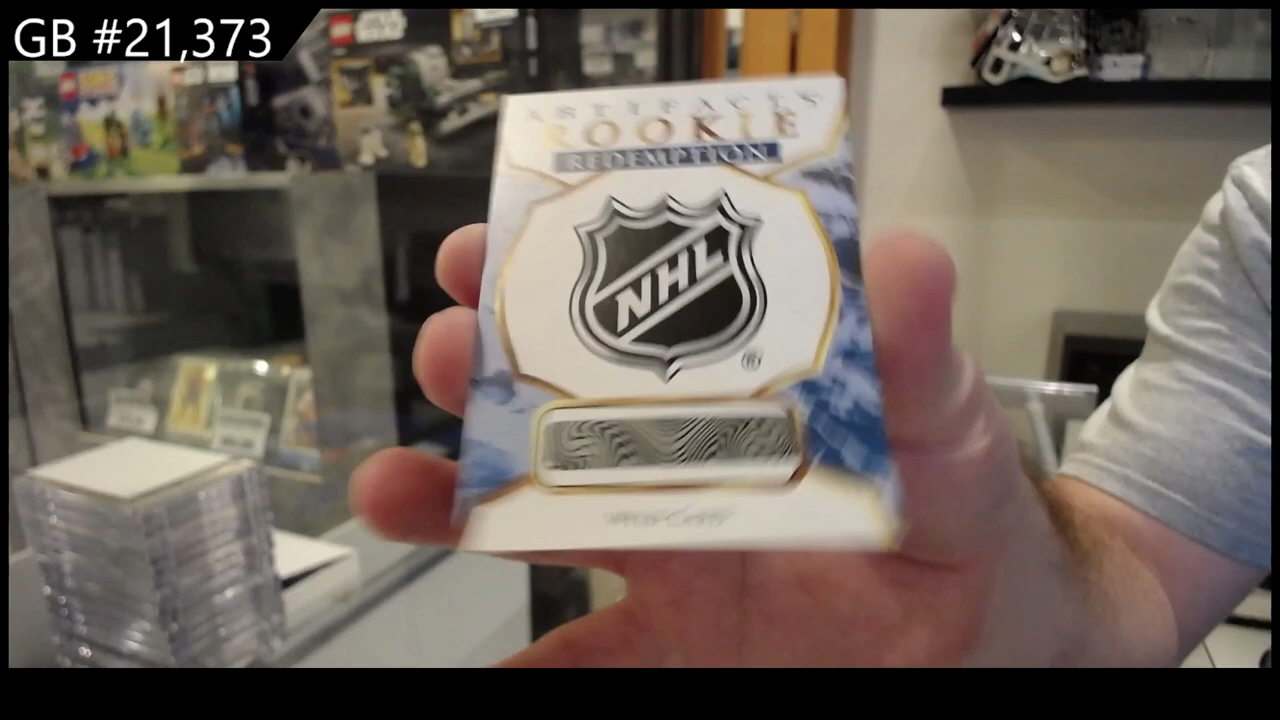 GB #21,373
ARTIFACTS
ROOKIE
REDEMPTION
NHL
®